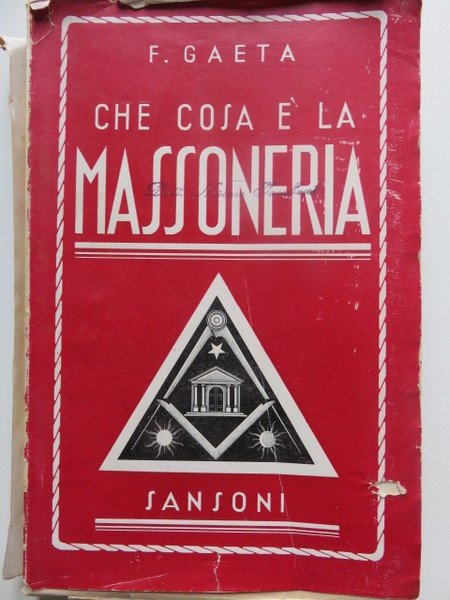 F. GAETA
CHE COSA È LA
MASSONERIA
SANSONI